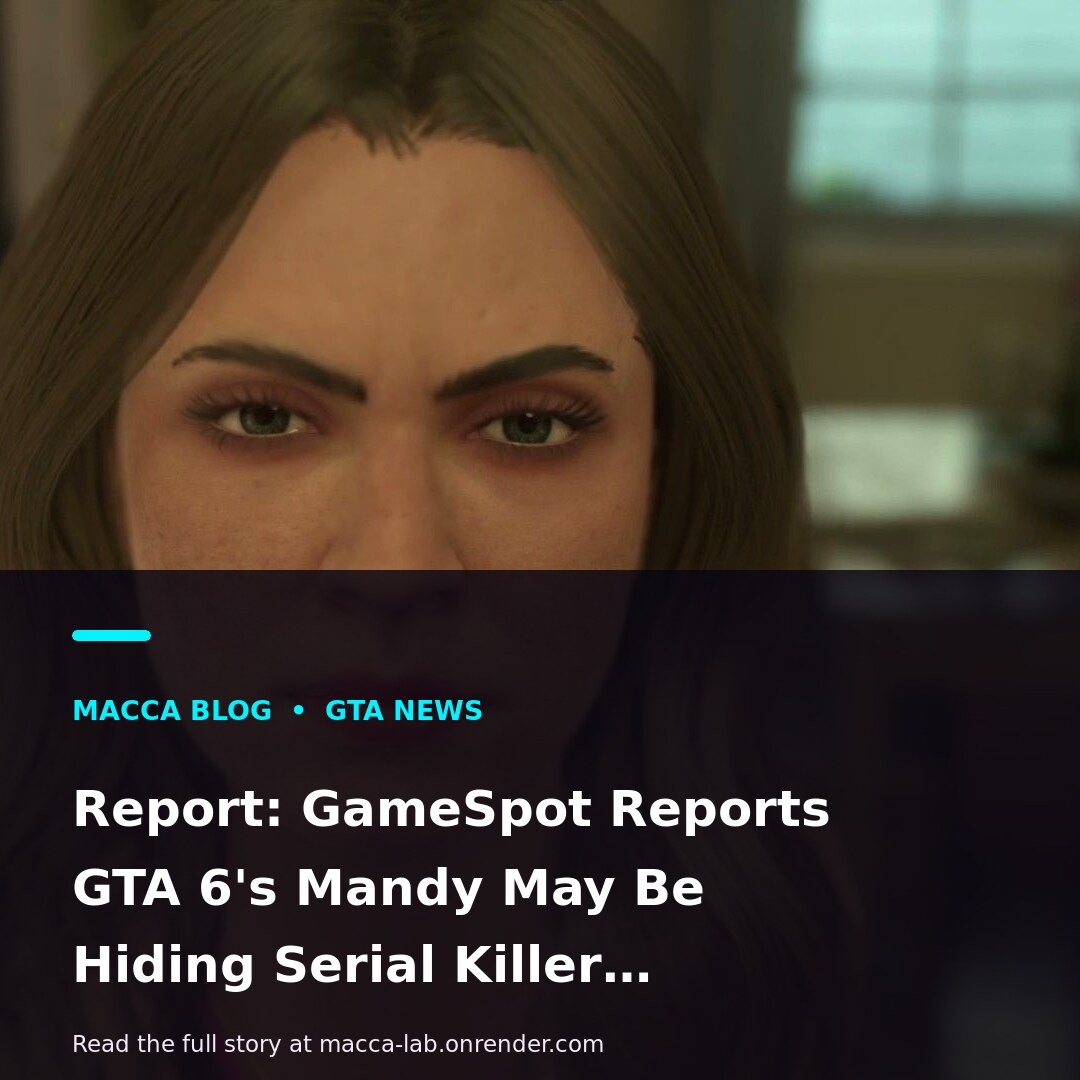 MACCA BLOG • GTA NEWS
Report: GameSpot Reports
GTA 6's Mandy May Be
Hiding Serial Killer…
Read the full story at macca-lab.onrender.com